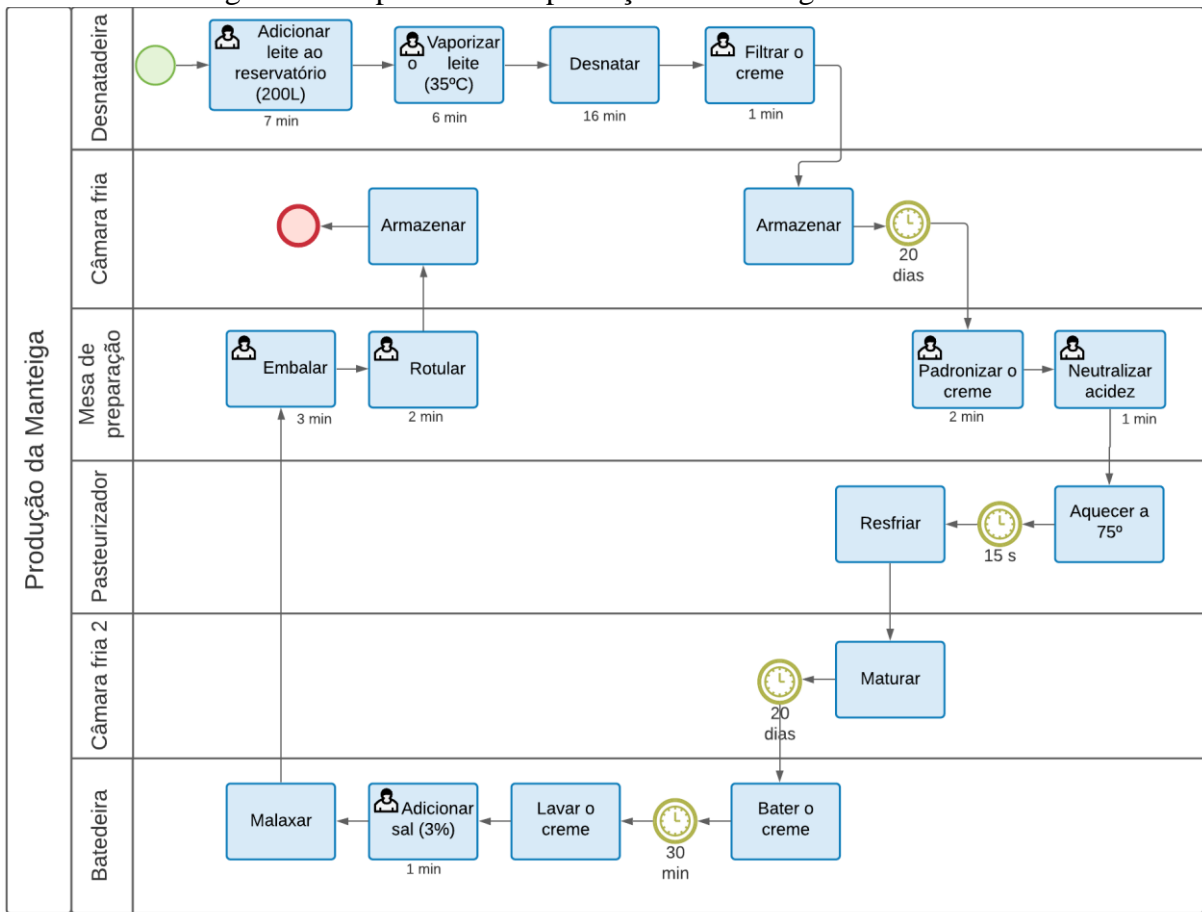 Produção da Manteiga
Desnatadeira
Adicionar
leite ao
reservatório
(200L)
7 min
Vaporizar
o leite
(35ºC)
6 min
Desnatar
16 min
Filtrar o
creme
1 min
Câmara fria
Armazenar
Armazenar
20
dias
Mesa de
preparação
Embalar
3 min
Rotular
2 min
Padronizar o
creme
2 min
Neutralizar
acidez
1 min
Pasteurizador
Resfriar
15 s
Aquecer a
75º
Câmara fria 2
20
dias
Maturar
Batedeira
Malaxar
Adicionar
sal (3%)
1 min
Lavar o
creme
30
min
Bater o
creme